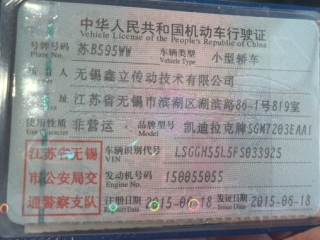 中华人民共和国机动车行驶证
Vehicle License of the People's Republic of China
号牌号码 苏B595WW 车辆类型 小型轿车
Plate No. Vehicle Type
所 有 人 无锡鑫立传动技术有限公司
Owner
住 址 江苏省无锡市滨湖区湖滨路86-1号819室
Address
使用性质 非营运 品牌型号 凯迪拉克牌SGM7203EAA1
Use Character Model
江苏省无锡 车辆识别代号 LSGGH55L5FS033925
VIN
市公安局交 发动机号码 150055055
Engine No.
通警察支队 注册日期 2015-06-18 发证日期 2015-06-18
Register Date Issue Date